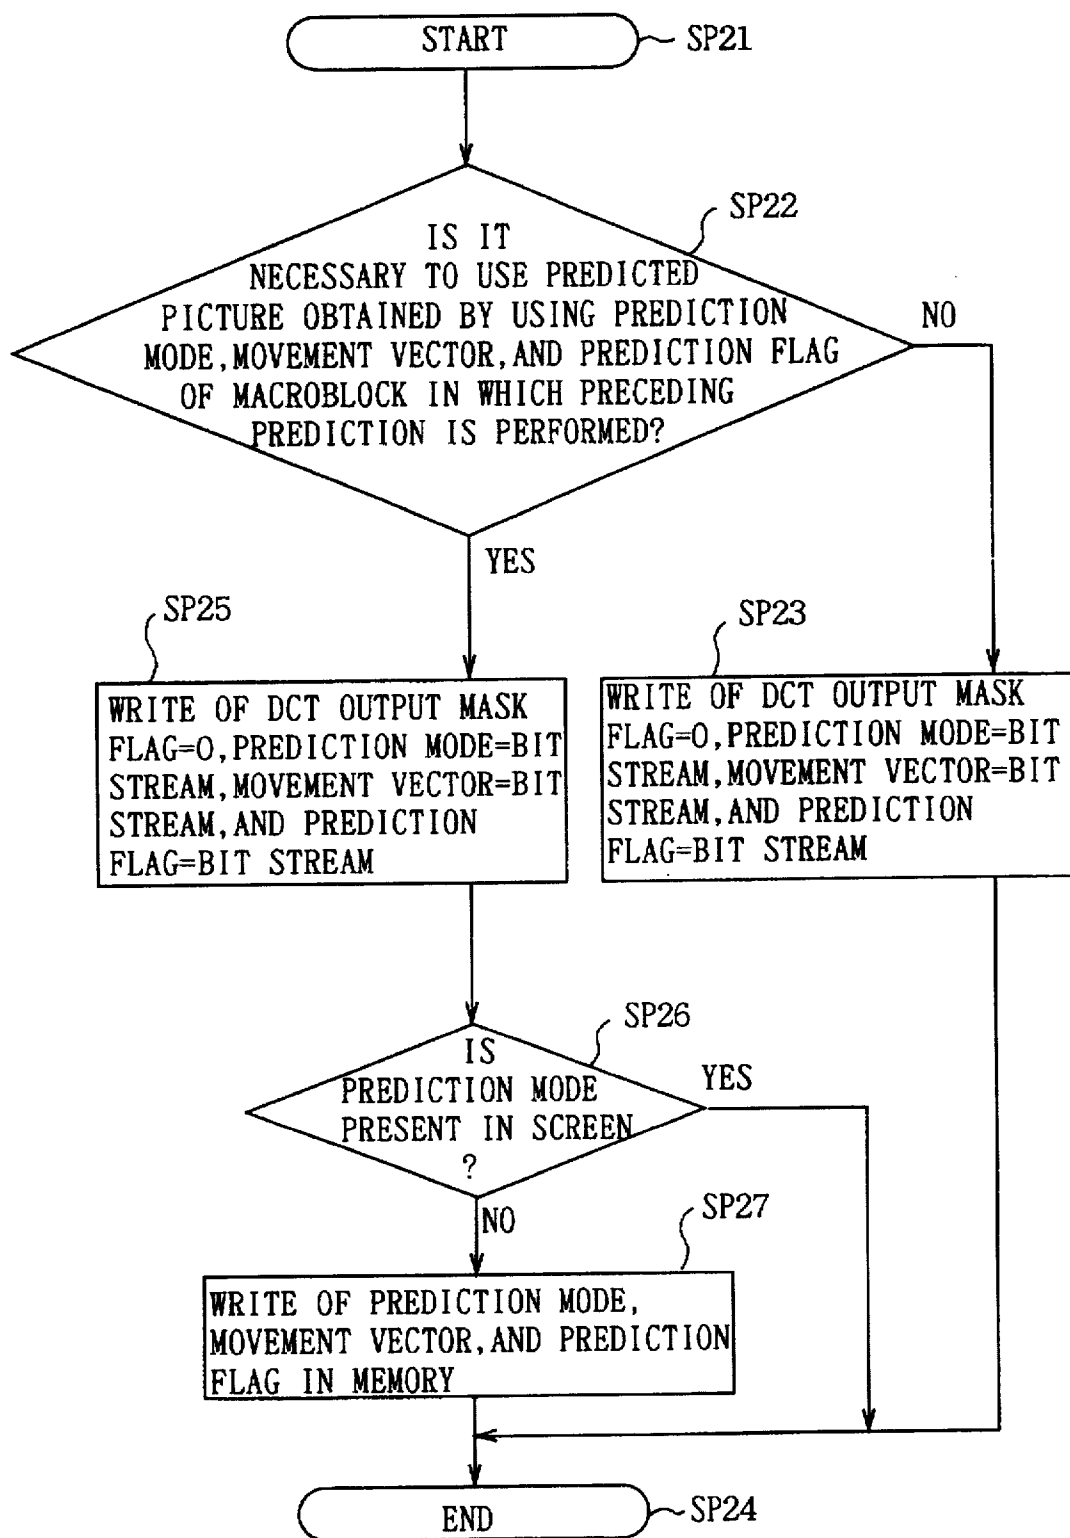 START
SP21
SP22
IS IT
NECESSARY TO USE PREDICTED
PICTURE OBTAINED BY USING PREDICTION
MODE,MOVEMENT VECTOR,AND PREDICTION FLAG
OF MACROBLOCK IN WHICH PRECEDING
PREDICTION IS PERFORMED?
NO
YES
SP25
WRITE OF DCT OUTPUT MASK
FLAG=0,PREDICTION MODE=BIT
STREAM,MOVEMENT VECTOR=BIT
STREAM,AND PREDICTION
FLAG=BIT STREAM
SP23
WRITE OF DCT OUTPUT MASK
FLAG=0,PREDICTION MODE=BIT
STREAM,MOVEMENT VECTOR=BIT
STREAM,AND PREDICTION
FLAG=BIT STREAM
SP26
IS
PREDICTION MODE
PRESENT IN SCREEN
?
YES
NO
SP27
WRITE OF PREDICTION MODE,
MOVEMENT VECTOR,AND PREDICTION
FLAG IN MEMORY
END
SP24